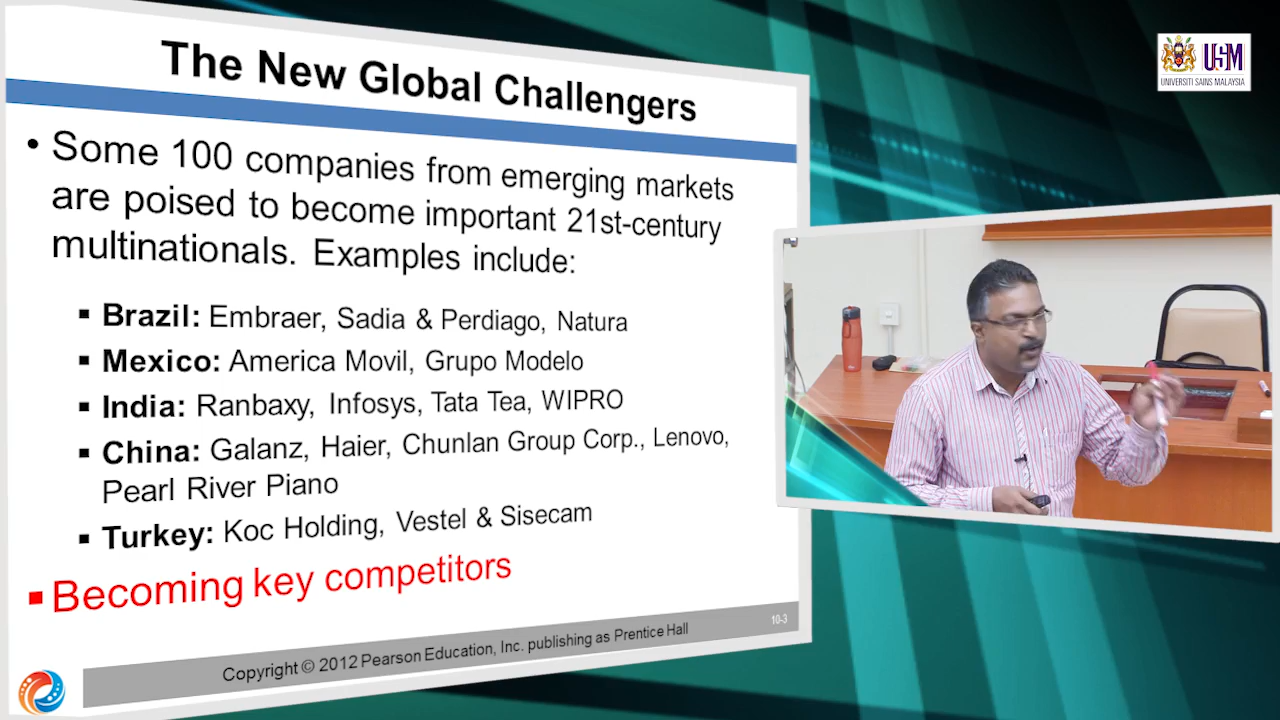 The New Global Challengers
• Some 100 companies from emerging markets
are poised to become important 21st-century
multinationals. Examples include:
▪ Brazil: Embraer, Sadia & Perdiago, Natura
▪ Mexico: America Movil, Grupo Modelo
▪ India: Ranbaxy, Infosys, Tata Tea, WIPRO
▪ China: Galanz, Haier, Chunlan Group Corp., Lenovo,
Pearl River Piano
▪ Turkey: Koc Holding, Vestel & Sisecam
▪ Becoming key competitors
Copyright © 2012 Pearson Education, Inc. publishing as Prentice Hall
10-3
USM
UNIVERSITI SAINS MALAYSIA